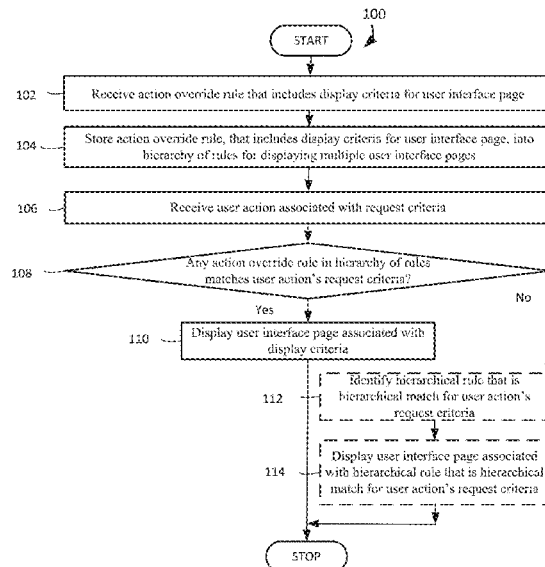 100
START
102
Receive action override rule that includes display criteria for user interface page
104
Store action override rule, that includes display criteria for user interface page, into
hierarchy of rules for displaying multiple user interface pages
106
Receive user action associated with request criteria
108
Any action override rule in hierarchy of rules
matches user action's request criteria?
No
Yes
110
Display user interface page associated with
display criteria
112
Identify hierarchical rule that is
hierarchical match for user action's
request criteria
114
Display user interface page associated
with hierarchical role that is hierarchical
match for user action's request criteria
STOP